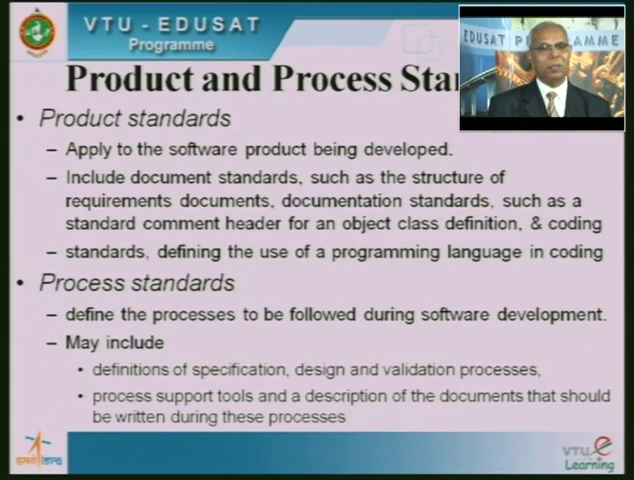 VTU - EDUSAT
Programme
EDUSAT P    AMME
Product and Process Sta
• Product standards
– Apply to the software product being developed.
– Include document standards, such as the structure of
requirements documents, documentation standards, such as a
standard comment header for an object class definition, & coding
– standards, defining the use of a programming language in coding
• Process standards
– define the processes to be followed during software development.
– May include
• definitions of specification, design and validation processes,
• process support tools and a description of the documents that should
be written during these processes
इसरो isro
VTU e
Learning